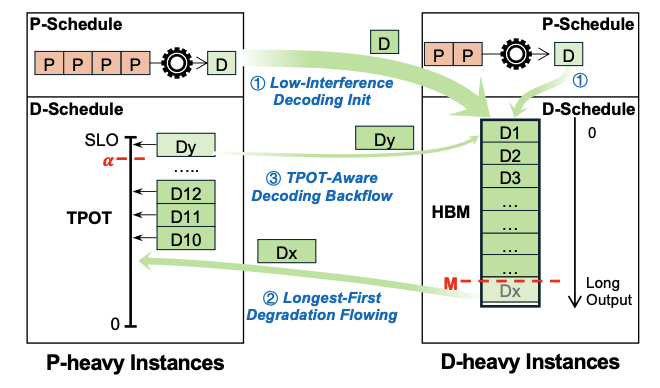 P-Schedule
P P P P D
D-Schedule
SLO
α
TPOT
0
Dy
.....
D12
D11
D10
P-heavy Instances
D
① Low-Interference
Decoding Init
Dy
③ TPOT-Aware
Decoding Backflow
Dx
② Longest-First
Degradation Flowing
P-Schedule
P P D
①
D-Schedule
HBM
M
D1
D2
D3
...
...
...
...
Dx
0
Long
Output
D-heavy Instances